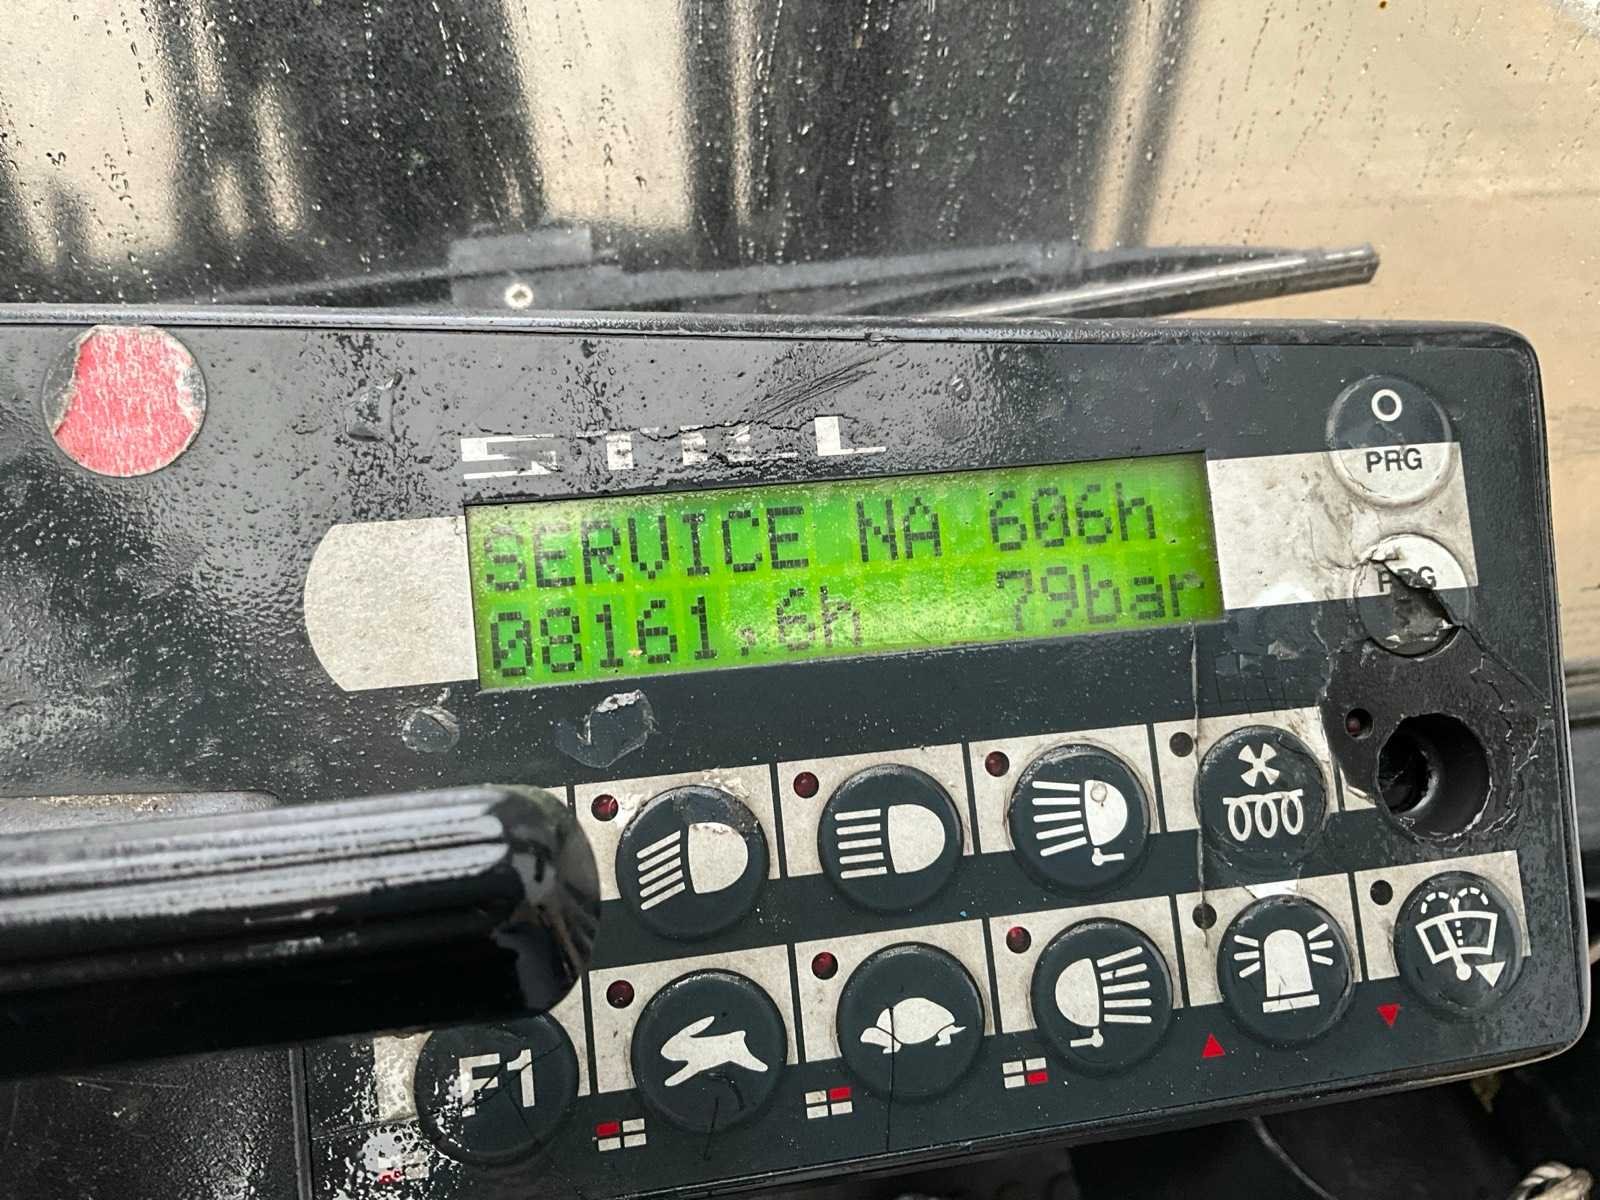 STILL
O
PRG
SERVICE NA 606h
PRG
08161.6h 79bar
F1